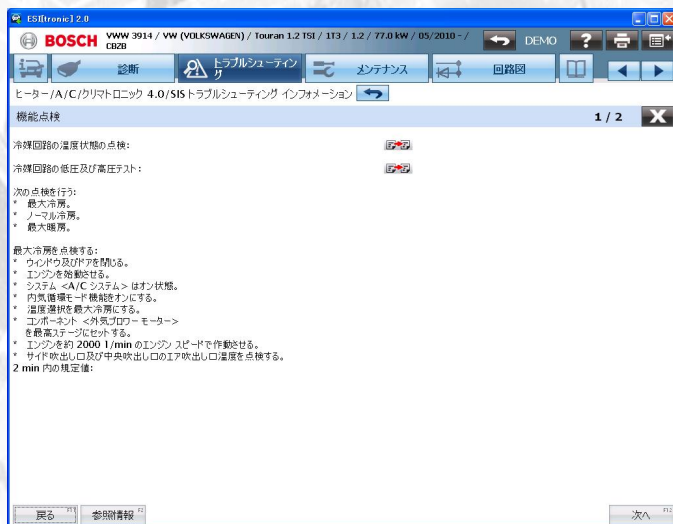 ESI[tronic] 2.0
BOSCH
VWW 3914 / VW (VOLKSWAGEN) / Touran 1.2 TSI / 1T3 / 1.2 / 77.0 kW / 05/2010 - /
CBZB
DEMO
?
診断
トラブルシューティン
グ
メンテナンス
回路図
ヒーター/A/C/クリマトロニック 4.0/SIS トラブルシューティング インフォメーション
機能点検
1 / 2
X
冷媒回路の温度状態の点検:
冷媒回路の低圧及び高圧テスト:
次の点検を行う:
* 最大冷房。
* ノーマル冷房。
* 最大暖房。
最大冷房を点検する:
* ウィンドウ及びドアを閉じる。
* エンジンを始動させる。
* システム <A/C システム> はオン状態。
* 内気循環モード機能をオンにする。
* 温度選択を最大冷房にする。
* コンポーネント <外気ブロワー モーター>
を最高ステージにセットする。
* エンジンを約 2000 1/min のエンジン スピードで作動させる。
* サイド吹出し口及び中央吹出し口のエア吹出し口温度を点検する。
2 min 内の規定値:
戻る F11
参照情報 F2
次へ F12